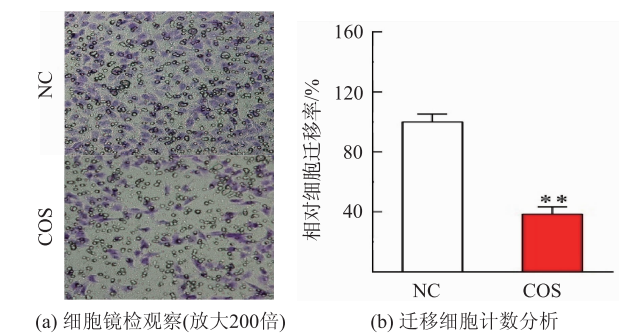 NC
COS
(a) 细胞镜检观察(放大200倍)
相对细胞迁移率/%
160
120
80
40
**
NC COS
(b) 迁移细胞计数分析